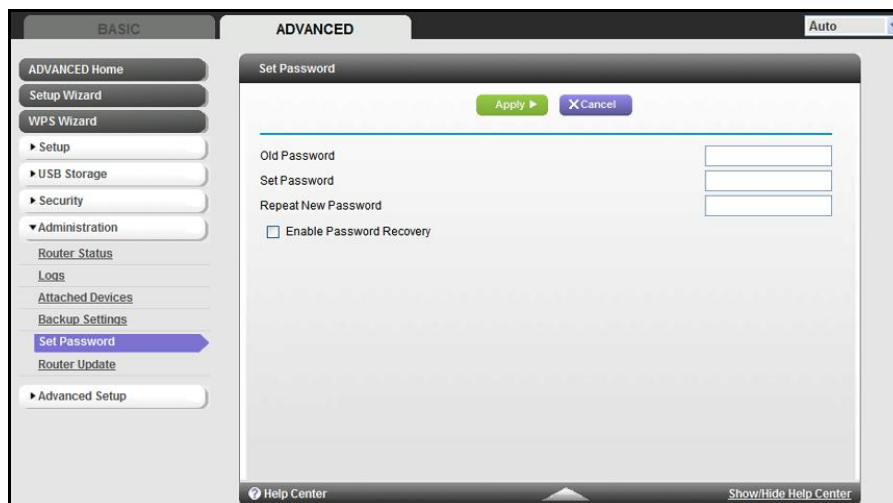 BASIC
ADVANCED
Auto
ADVANCED Home
Setup Wizard
WPS Wizard
Setup
USB Storage
Security
Administration
Router Status
Logs
Attached Devices
Backup Settings
Set Password
Router Update
Advanced Setup
Set Password
Apply
X Cancel
Old Password
Set Password
Repeat New Password
Enable Password Recovery
? Help Center
Show/Hide Help Center